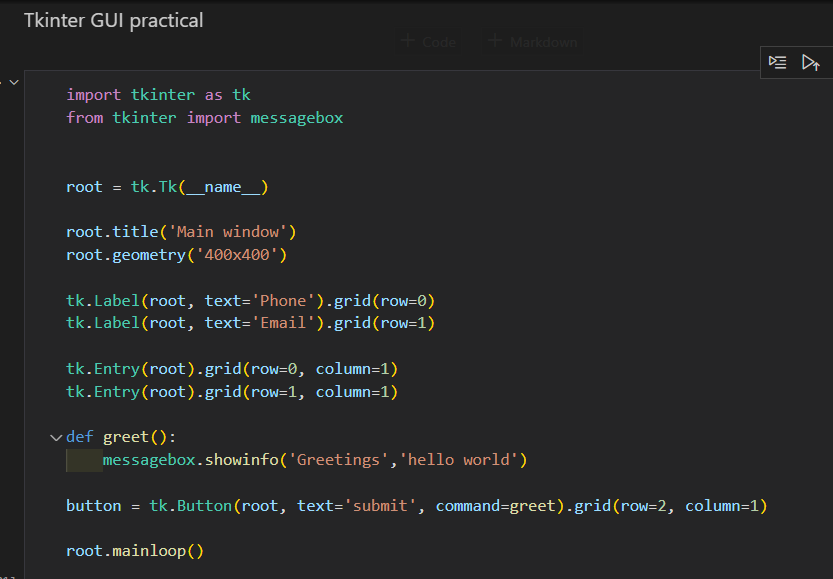 Tkinter GUI practical
+ Code + Markdown
import tkinter as tk
from tkinter import messagebox
root = tk.Tk(__name__)
root.title('Main window')
root.geometry('400x400')
tk.Label(root, text='Phone').grid(row=0)
tk.Label(root, text='Email').grid(row=1)
tk.Entry(root).grid(row=0, column=1)
tk.Entry(root).grid(row=1, column=1)
def greet():
    messagebox.showinfo('Greetings','hello world')
button = tk.Button(root, text='submit', command=greet).grid(row=2, column=1)
root.mainloop()